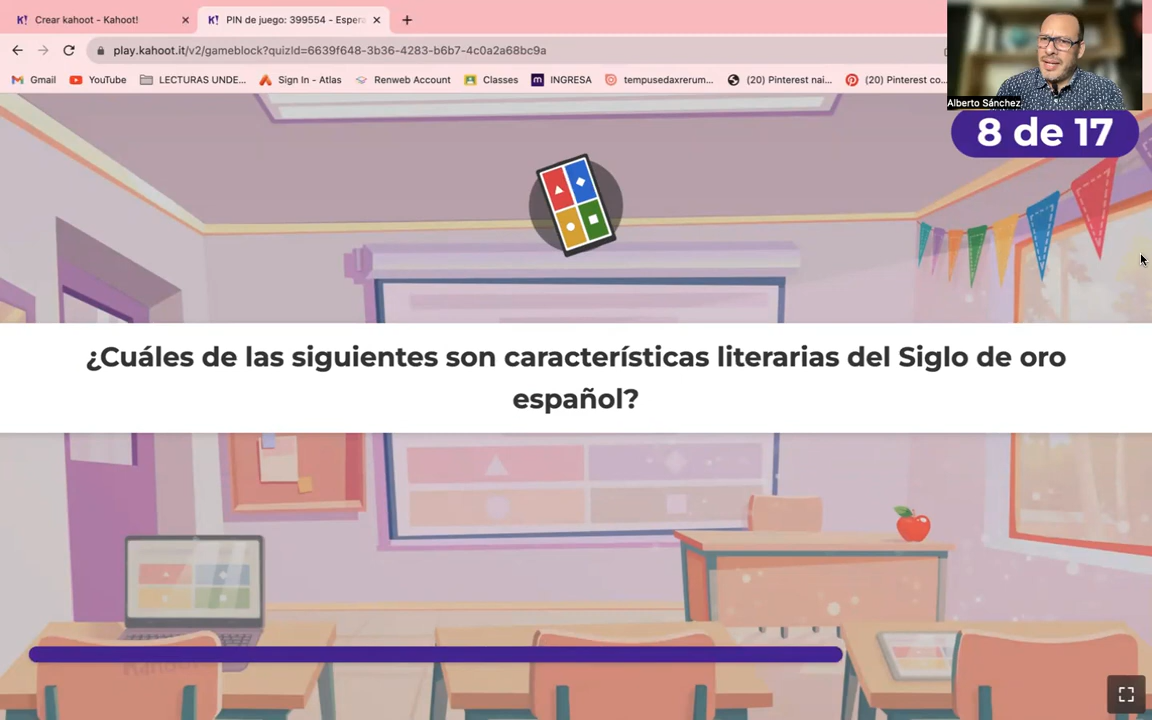 Crear kahoot - Kahoot!
PIN de juego: 399554 - Espera
play.kahoot.it/v2/gameblock?quizId=6639f648-3b36-4283-b6b7-4c0a2a68bc9a
Gmail
YouTube
LECTURAS UNDE...
Sign In - Atlas
Renweb Account
Classes
INGRESA
tempusedaxrerum...
(20) Pinterest nai...
(20) Pinterest co...
Alberto Sánchez
8 de 17
¿Cuáles de las siguientes son características literarias del Siglo de oro
español?